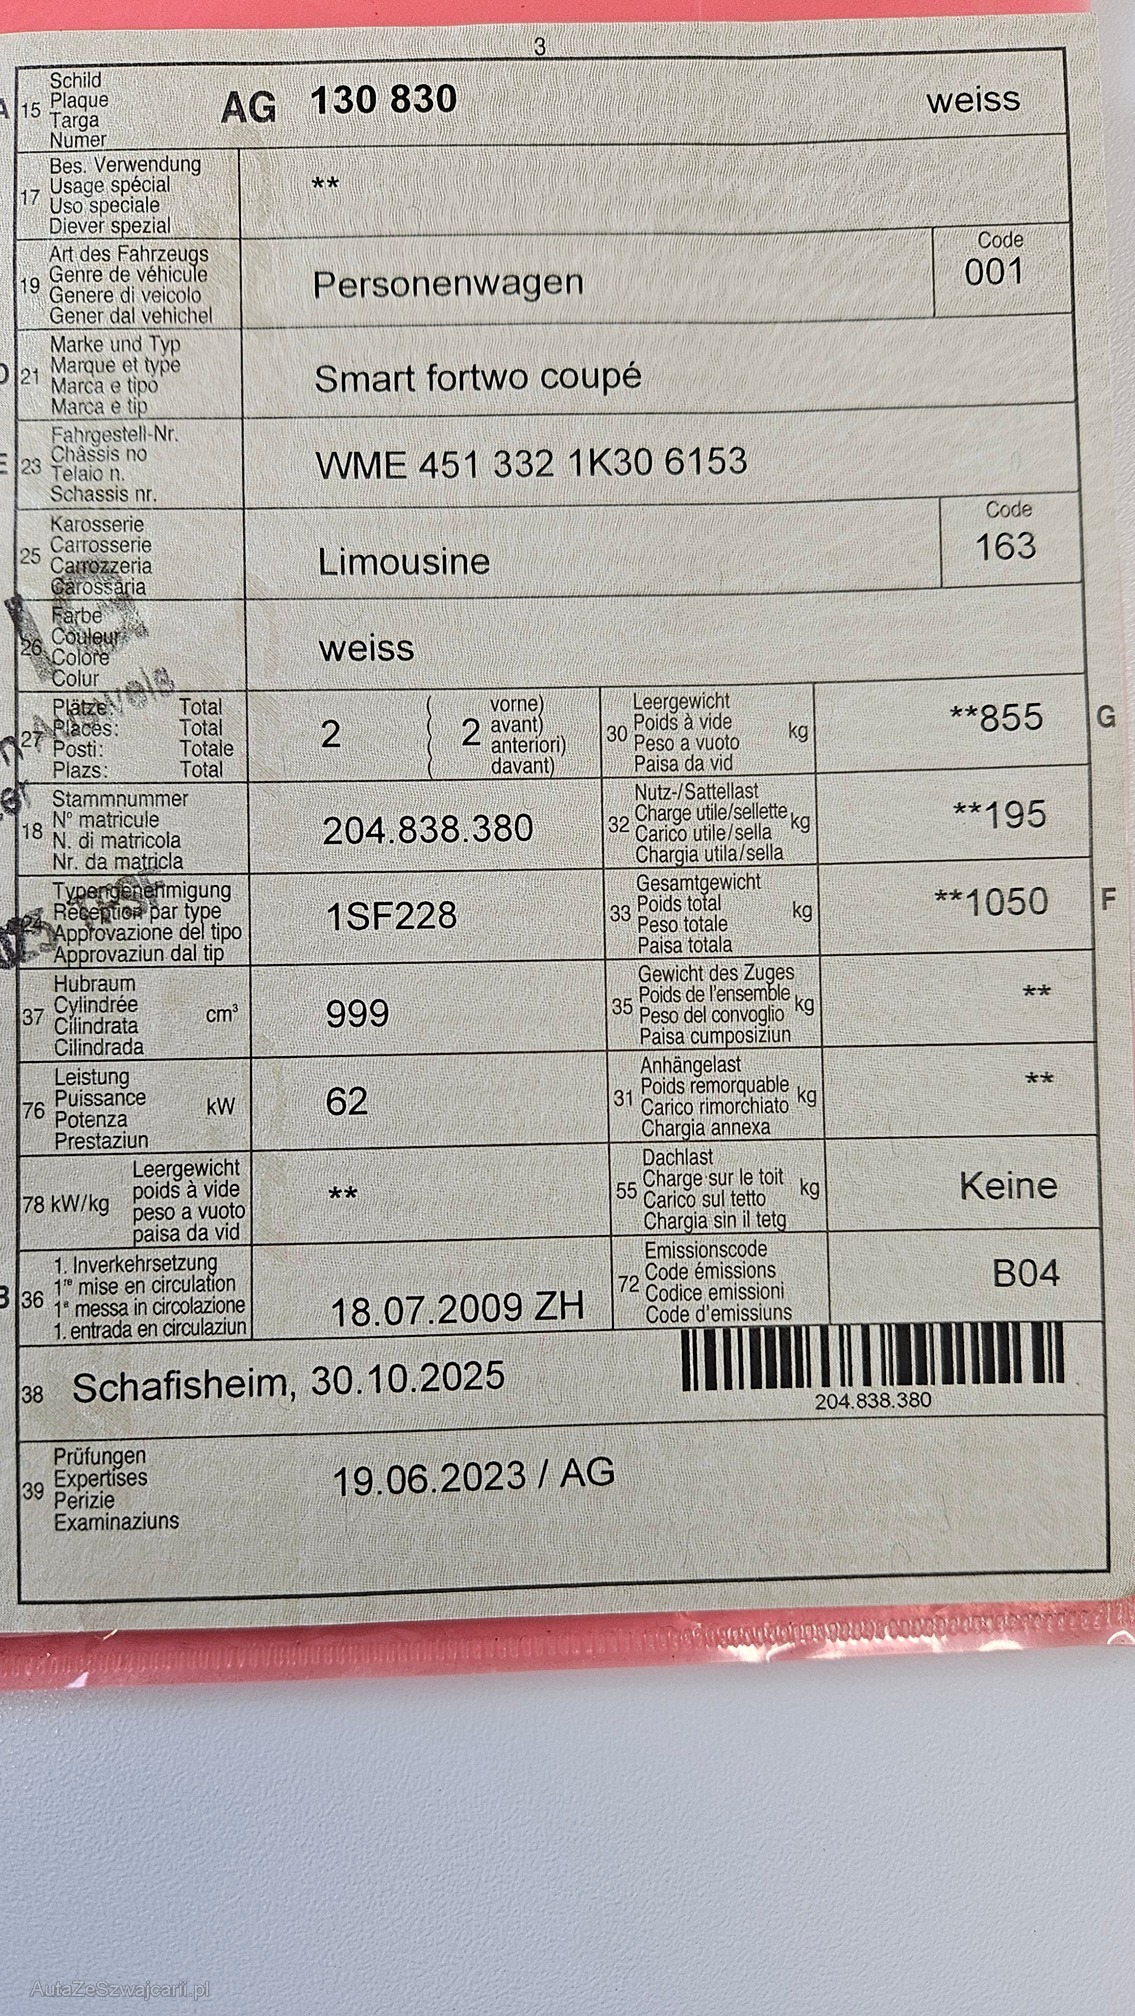 3
A 15 Schild
Plaque
Targa
Numer
AG 130 830 weiss
17 Bes. Verwendung
Usage spécial
Uso speciale
Diever spezial
**
19 Art des Fahrzeugs
Genre de véhicule
Genere di veicolo
Gener dal vehichel
Personenwagen
Code
001
D 21 Marke und Typ
Marque et type
Marca e tipo
Marca e tip
Smart fortwo coupé
E 23 Fahrgestell-Nr.
Châssis no
Telaio n.
Schassis nr.
WME 451 332 1K30 6153
25 Karosserie
Carrosserie
Carrozzeria
Carossaria
Limousine
Code
163
26 Farbe
Couleur
Colore
Colur
weiss
27 Plätze: Total
Places: Total
Posti: Totale
Plazs: Total
2
2 vorne)
avant)
anteriori)
davant)
30 Leergewicht
Poids à vide
Peso a vuoto
Paisa da vid
kg
**855 G
18 Stammnummer
N° matricule
N. di matricola
Nr. da matricla
204.838.380
32 Nutz-/Sattellast
Charge utile/sellette
Carico utile/sella
Chargia utila/sella
kg
**195
24 Typengenehmigung
Réception par type
Approvazione del tipo
Approvaziun dal tip
1SF228
33 Gesamtgewicht
Poids total
Peso totale
Paisa totala
kg
**1050 F
37 Hubraum
Cylindrée
Cilindrata
Cilindrada
cm³
999
35 Gewicht des Zuges
Poids de l'ensemble
Peso del convoglio
Paisa cumposiziun
kg
**
76 Leistung
Puissance
Potenza
Prestaziun
kW
62
31 Anhängelast
Poids remorquable
Carico rimorchiato
Chargia annexa
kg
**
78 kW/kg Leergewicht
poids à vide
peso a vuoto
paisa da vid
**
55 Dachlast
Charge sur le toit
Carico sul tetto
Chargia sin il tetg
kg
Keine
B 36 1. Inverkehrsetzung
1re mise en circulation
1a messa in circolazione
1. entrada en circulaziun
18.07.2009 ZH
72 Emissionscode
Code émissions
Codice emissioni
Code d'emissiuns
B04
38 Schafisheim, 30.10.2025
204.838.380
39 Prüfungen
Expertises
Perizie
Examinaziuns
19.06.2023 / AG
AutaZeSzwajcarii.pl